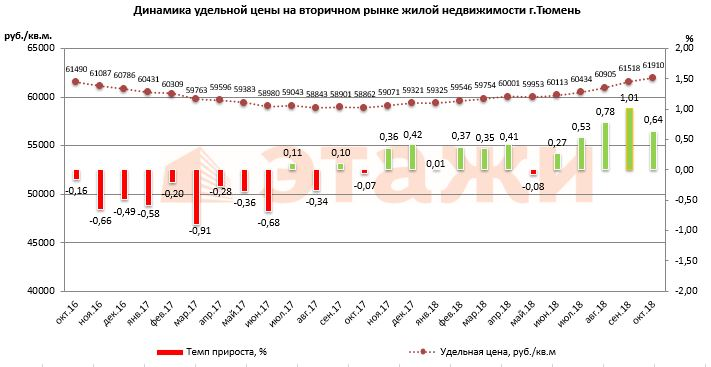 Динамика удельной цены на вторичном рынке жилой недвижимости г.Тюмень
руб./кв.м.
%
65000
60000
55000
50000
45000
40000
2,00
1,50
1,00
0,50
0,00
-0,50
-1,00
-1,50
-2,00
61490 61087 60786 60431 60309 59763 59596 59383 58980 59043 58843 58901 58862 59071 59321 59325 59546 59754 60001 59953 60113 60434 60905 61518 61910
-0,16 -0,66 -0,49 -0,58 -0,20 -0,91 -0,28 -0,36 -0,68 0,11 -0,34 0,10 -0,07 0,36 0,42 0,01 0,37 0,35 0,41 -0,08 0,27 0,53 0,78 1,01 0,64
этажи
окт.16 ноя.16 дек.16 янв.17 фев.17 мар.17 апр.17 май.17 июн.17 июл.17 авг.17 сен.17 окт.17 ноя.17 дек.17 янв.18 фев.18 мар.18 апр.18 май.18 июн.18 июл.18 авг.18 сен.18 окт.18
Темп прироста, % Удельная цена, руб./кв.м